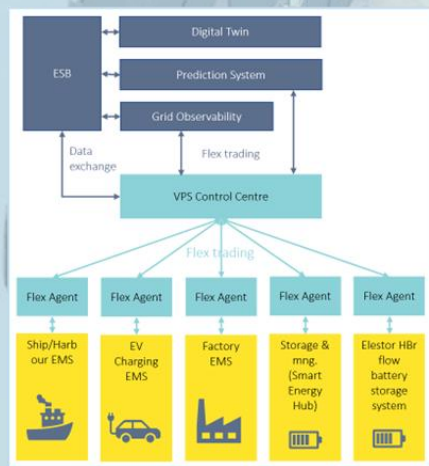 Digital Twin
ESB
Prediction System
Grid Observability
Data
exchange
Flex trading
VPS Control Centre
Flex trading
Flex Agent
Flex Agent
Flex Agent
Flex Agent
Flex Agent
Ship/Harb
our EMS
EV
Charging
EMS
Factory
EMS
Storage &
mng.
(Smart
Energy
Hub)
Elestor HBr
flow
battery
storage
system